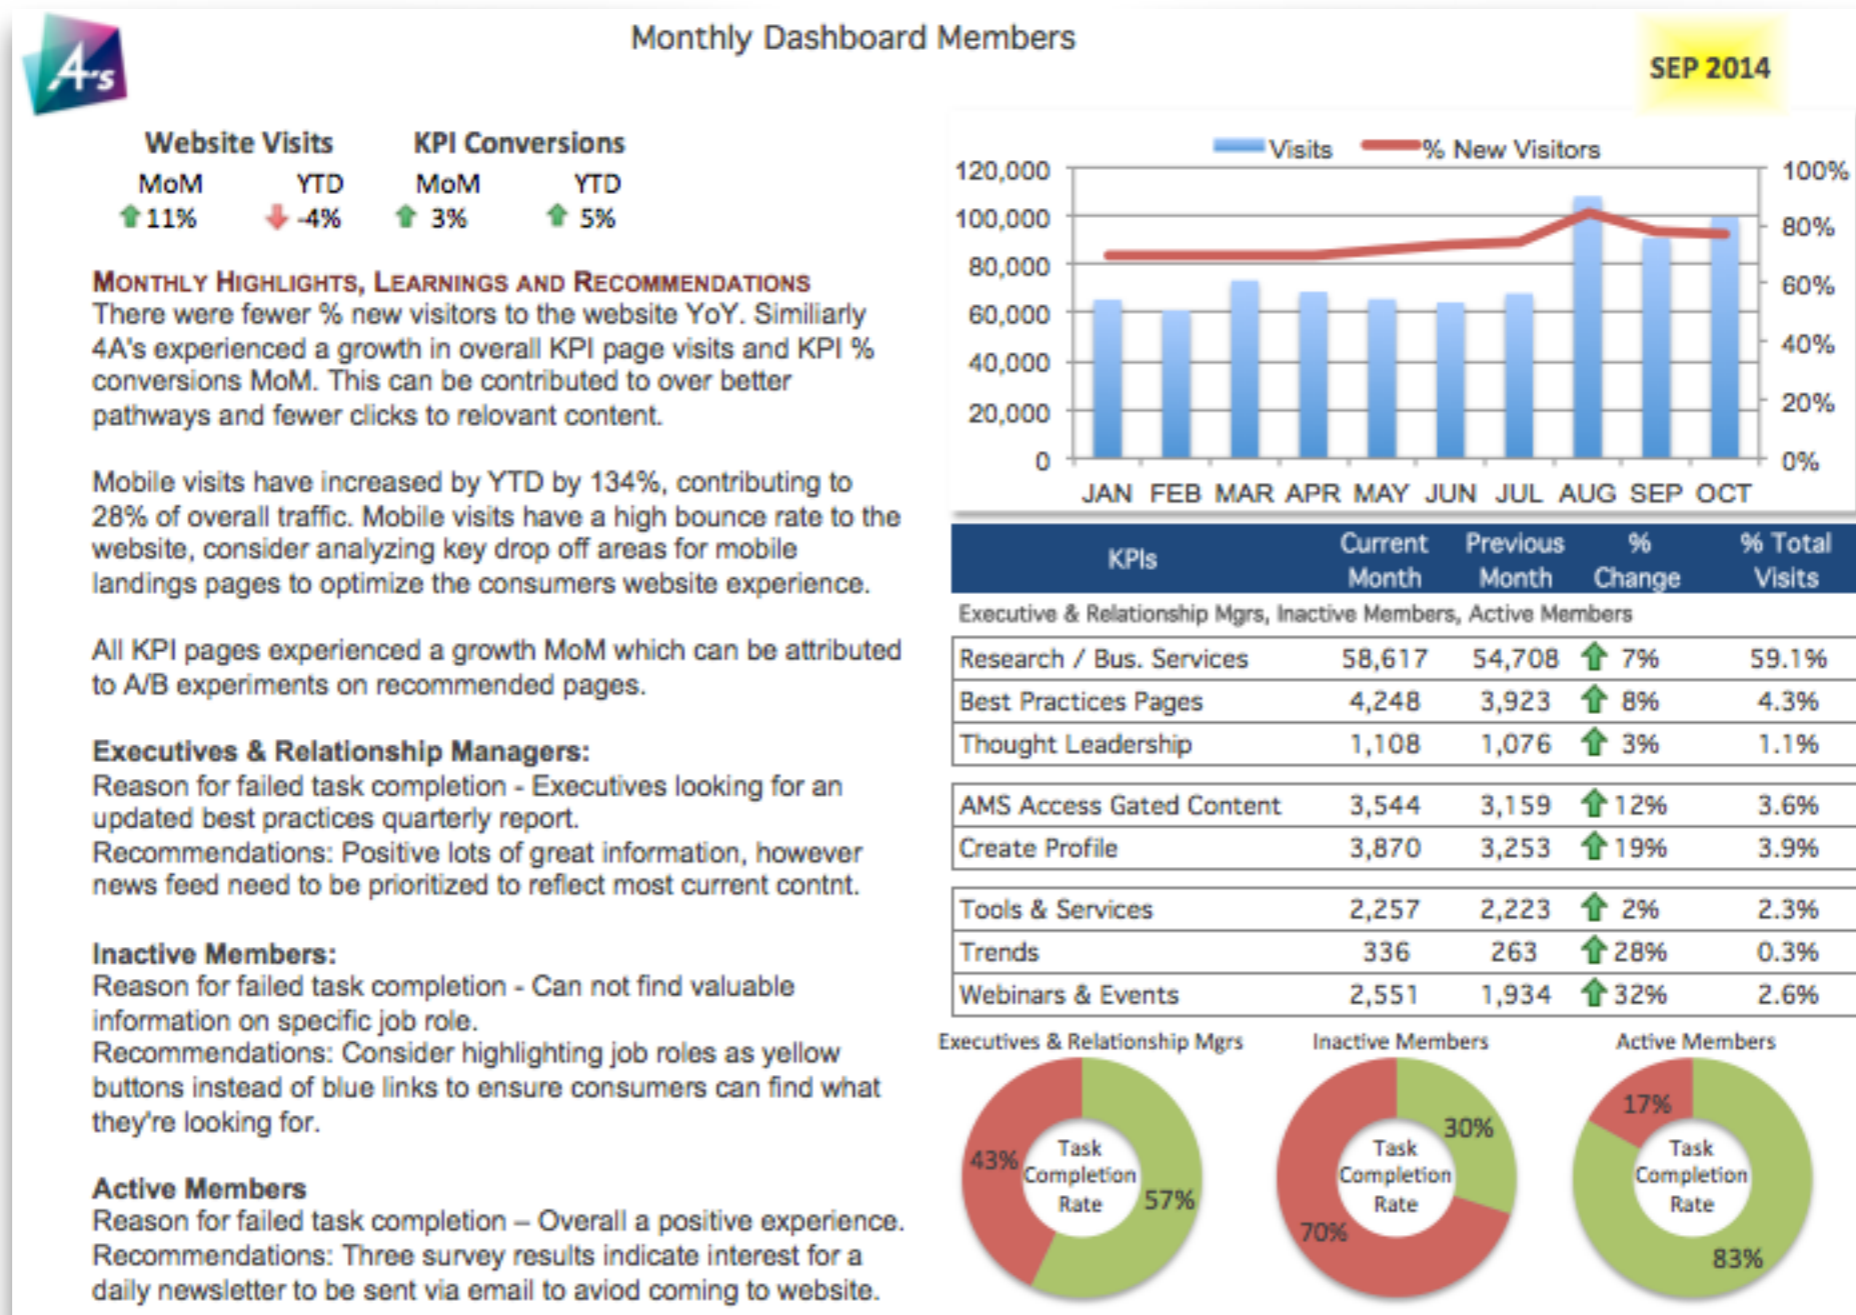 Monthly Dashboard Members
4A's
SEP 2014
Website Visits KPI Conversions
MoM YTD MoM YTD
11% -4% 3% 5%
MONTHLY HIGHLIGHTS, LEARNINGS AND RECOMMENDATIONS
There were fewer % new visitors to the website YoY. Similiarly
4A's experienced a growth in overall KPI page visits and KPI %
conversions MoM. This can be contributed to over better
pathways and fewer clicks to relovant content.
Mobile visits have increased by YTD by 134%, contributing to
28% of overall traffic. Mobile visits have a high bounce rate to the
website, consider analyzing key drop off areas for mobile
landings pages to optimize the consumers website experience.
All KPI pages experienced a growth MoM which can be attributed
to A/B experiments on recommended pages.
Executives & Relationship Managers:
Reason for failed task completion - Executives looking for an
updated best practices quarterly report.
Recommendations: Positive lots of great information, however
news feed need to be prioritized to reflect most current contnt.
Inactive Members:
Reason for failed task completion - Can not find valuable
information on specific job role.
Recommendations: Consider highlighting job roles as yellow
buttons instead of blue links to ensure consumers can find what
they're looking for.
Active Members
Reason for failed task completion – Overall a positive experience.
Recommendations: Three survey results indicate interest for a
daily newsletter to be sent via email to aviod coming to website.
Visits % New Visitors
120,000 100%
100,000 80%
80,000 60%
60,000 40%
40,000 20%
20,000 0%
0
JAN FEB MAR APR MAY JUN JUL AUG SEP OCT
KPIs Current Month Previous Month % Change % Total Visits
Executive & Relationship Mgrs, Inactive Members, Active Members
Research / Bus. Services 58,617 54,708 7% 59.1%
Best Practices Pages 4,248 3,923 8% 4.3%
Thought Leadership 1,108 1,076 3% 1.1%
AMS Access Gated Content 3,544 3,159 12% 3.6%
Create Profile 3,870 3,253 19% 3.9%
Tools & Services 2,257 2,223 2% 2.3%
Trends 336 263 28% 0.3%
Webinars & Events 2,551 1,934 32% 2.6%
Executives & Relationship Mgrs
43%
Task
Completion
Rate
57%
Inactive Members
30%
Task
Completion
Rate
70%
Active Members
17%
Task
Completion
Rate
83%